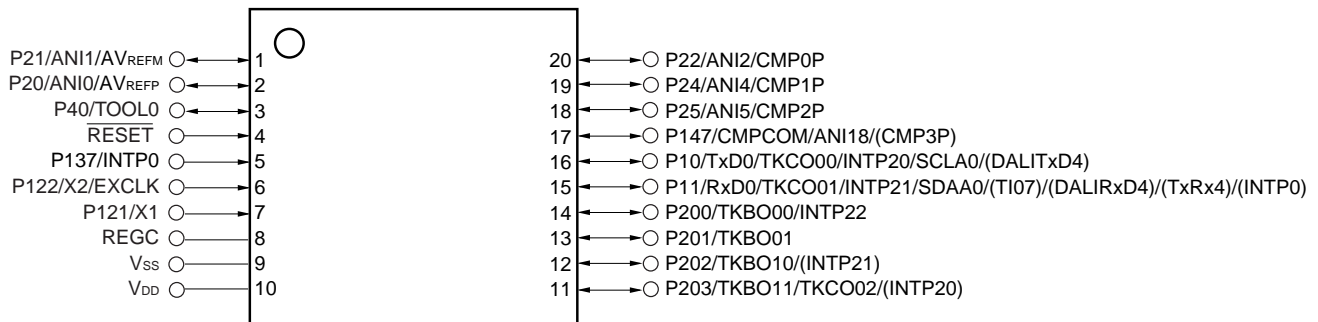 P21/ANI1/AVREFM 1 20 P22/ANI2/CMP0P
P20/ANI0/AVREFP 2 19 P24/ANI4/CMP1P
P40/TOOL0 3 18 P25/ANI5/CMP2P
RESET 4 17 P147/CMPCOM/ANI18/(CMP3P)
P137/INTP0 5 16 P10/TxD0/TKCO00/INTP20/SCLA0/(DALITxD4)
P122/X2/EXCLK 6 15 P11/RxD0/TKCO01/INTP21/SDAA0/(TI07)/(DALIRxD4)/(TxRx4)/(INTP0)
P121/X1 7 14 P200/TKBO00/INTP22
REGC 8 13 P201/TKBO01
VSS 9 12 P202/TKBO10/(INTP21)
VDD 10 11 P203/TKBO11/TKCO02/(INTP20)